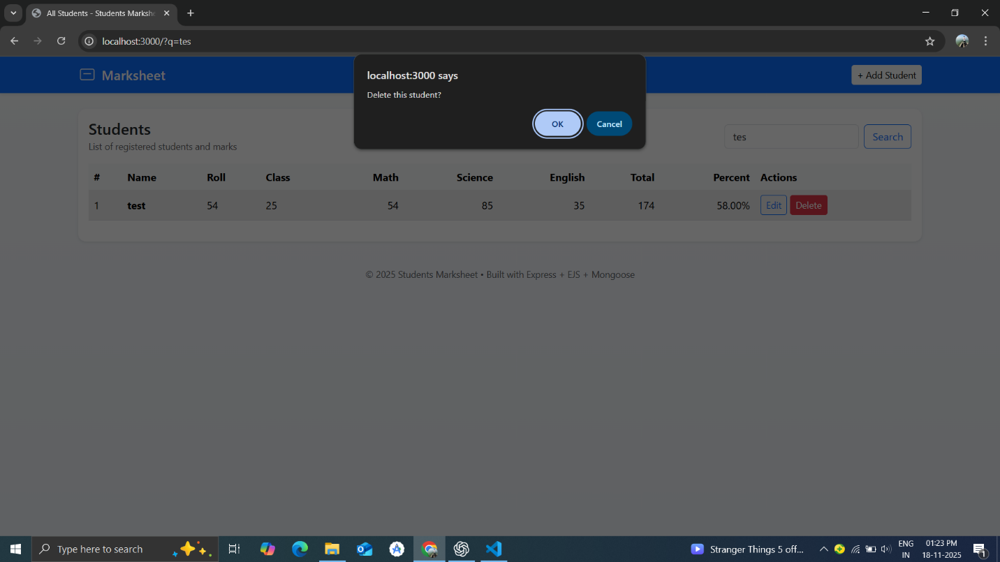 All Students - Students Markshe
localhost:3000/?q=tes
Marksheet
+ Add Student
localhost:3000 says
Delete this student?
OK
Cancel
Students
List of registered students and marks
tes
Search
# Name Roll Class Math Science English Total Percent Actions
1 test 54 25 54 85 35 174 58.00% Edit Delete
© 2025 Students Marksheet • Built with Express + EJS + Mongoose
Type here to search
Stranger Things 5 off...
ENG
IN
01:23 PM
18-11-2025
1